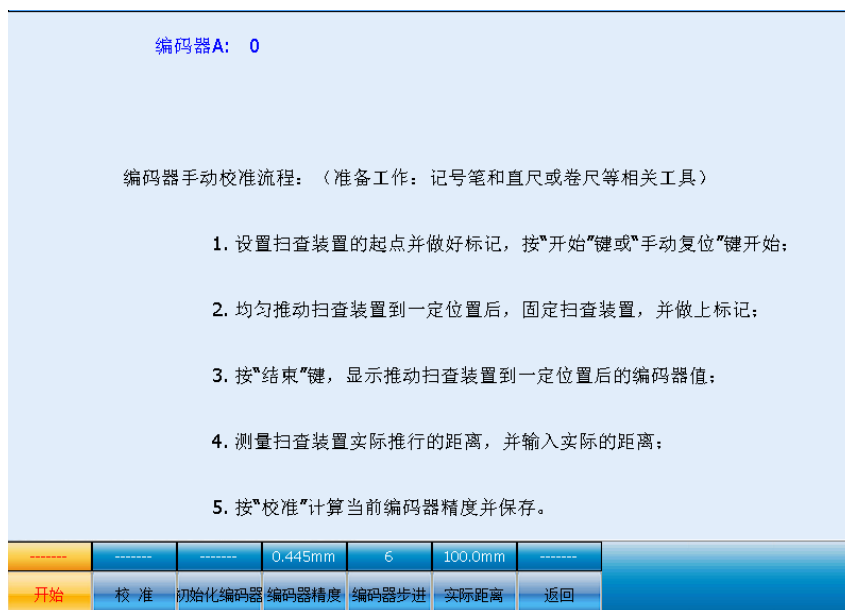 编码器A: 0
编码器手动校准流程：（准备工作：记号笔和直尺或卷尺等相关工具）
1. 设置扫查装置的起点并做好标记，按“开始”键或“手动复位”键开始；
2. 均匀推动扫查装置到一定位置后，固定扫查装置，并做上标记；
3. 按“结束”键，显示推动扫查装置到一定位置后的编码器值；
4. 测量扫查装置实际推行的距离，并输入实际的距离；
5. 按“校准”计算当前编码器精度并保存。
------- ------- ------- 0.445mm 6 100.0mm -------
开始 校 准 初始化编码器 编码器精度 编码器步进 实际距离 返回